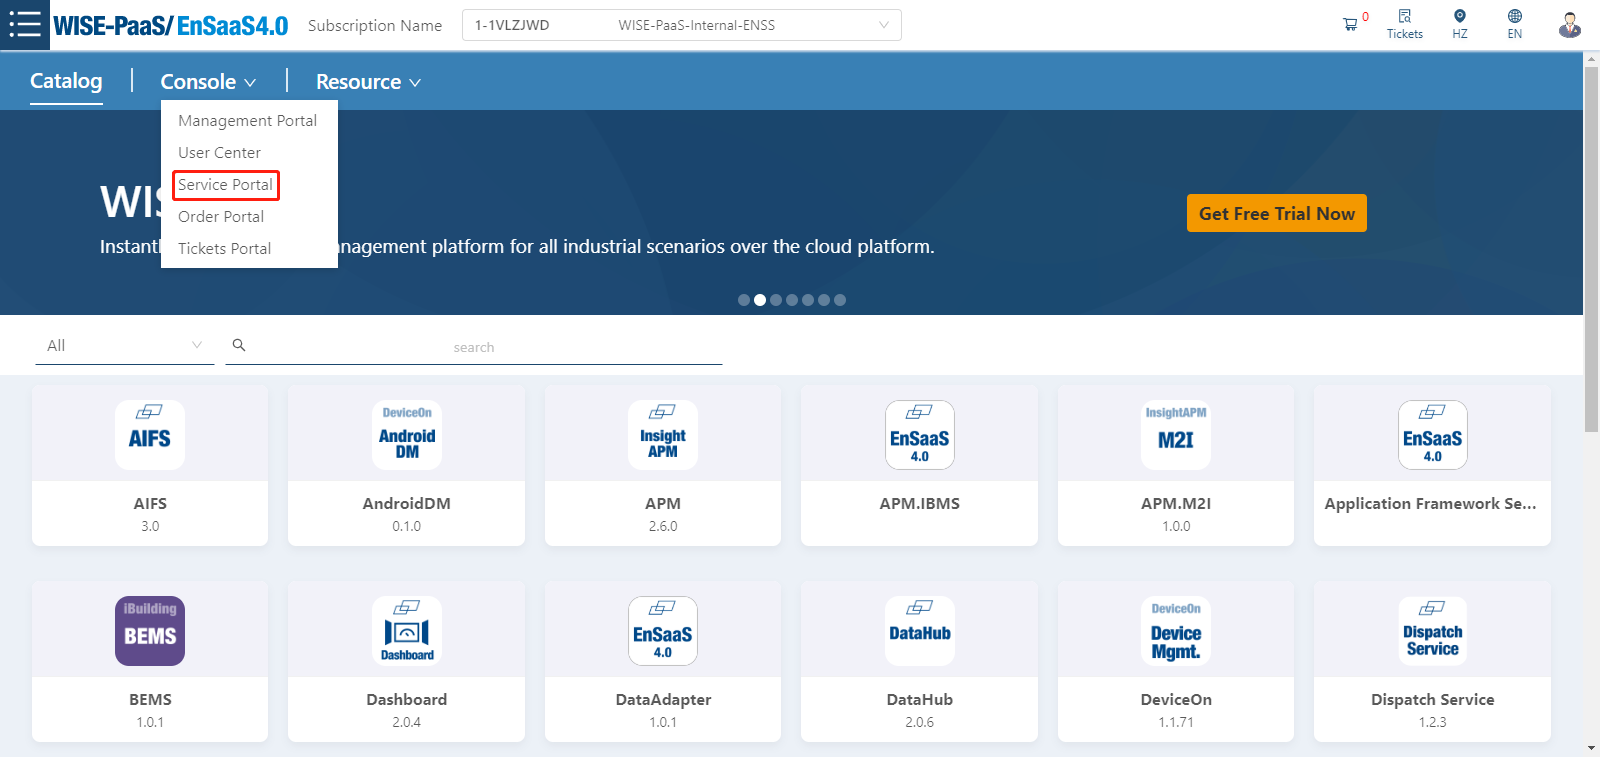 WISE-PaaS/ EnSaaS4.0 Subscription Name 1-1VLZJWD WISE-PaaS-Internal-ENSS 0 Tickets HZ EN
Catalog Console Resource
Management Portal
User Center
Service Portal
Order Portal
Tickets Portal
Get Free Trial Now
nagement platform for all industrial scenarios over the cloud platform.
All search
AIFS
DeviceOn Android DM
Insight APM
EnSaaS 4.0
InsightAPM M2I
EnSaaS 4.0
AIFS AndroidDM APM APM.IBMS APM.M2I Application Framework Se...
3.0 0.1.0 2.6.0 1.0.0
iBuilding BEMS
Dashboard
EnSaaS 4.0
DataHub
DeviceOn Device Mgmt.
Dispatch Service
BEMS Dashboard DataAdapter DataHub DeviceOn Dispatch Service
1.0.1 2.0.4 1.0.1 2.0.6 1.1.71 1.2.3